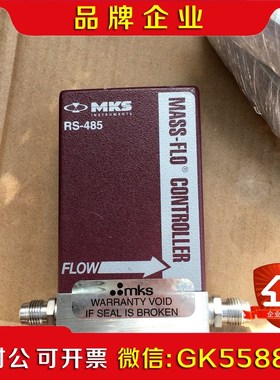 品牌企业
MKS
INSTRUMENTS
RS-485
MASS-FLO® CONTROLLER
FLOW
mks
WARRANTY VOID
IF SEAL IS BROKEN
对公 可开票 微信:GK5588